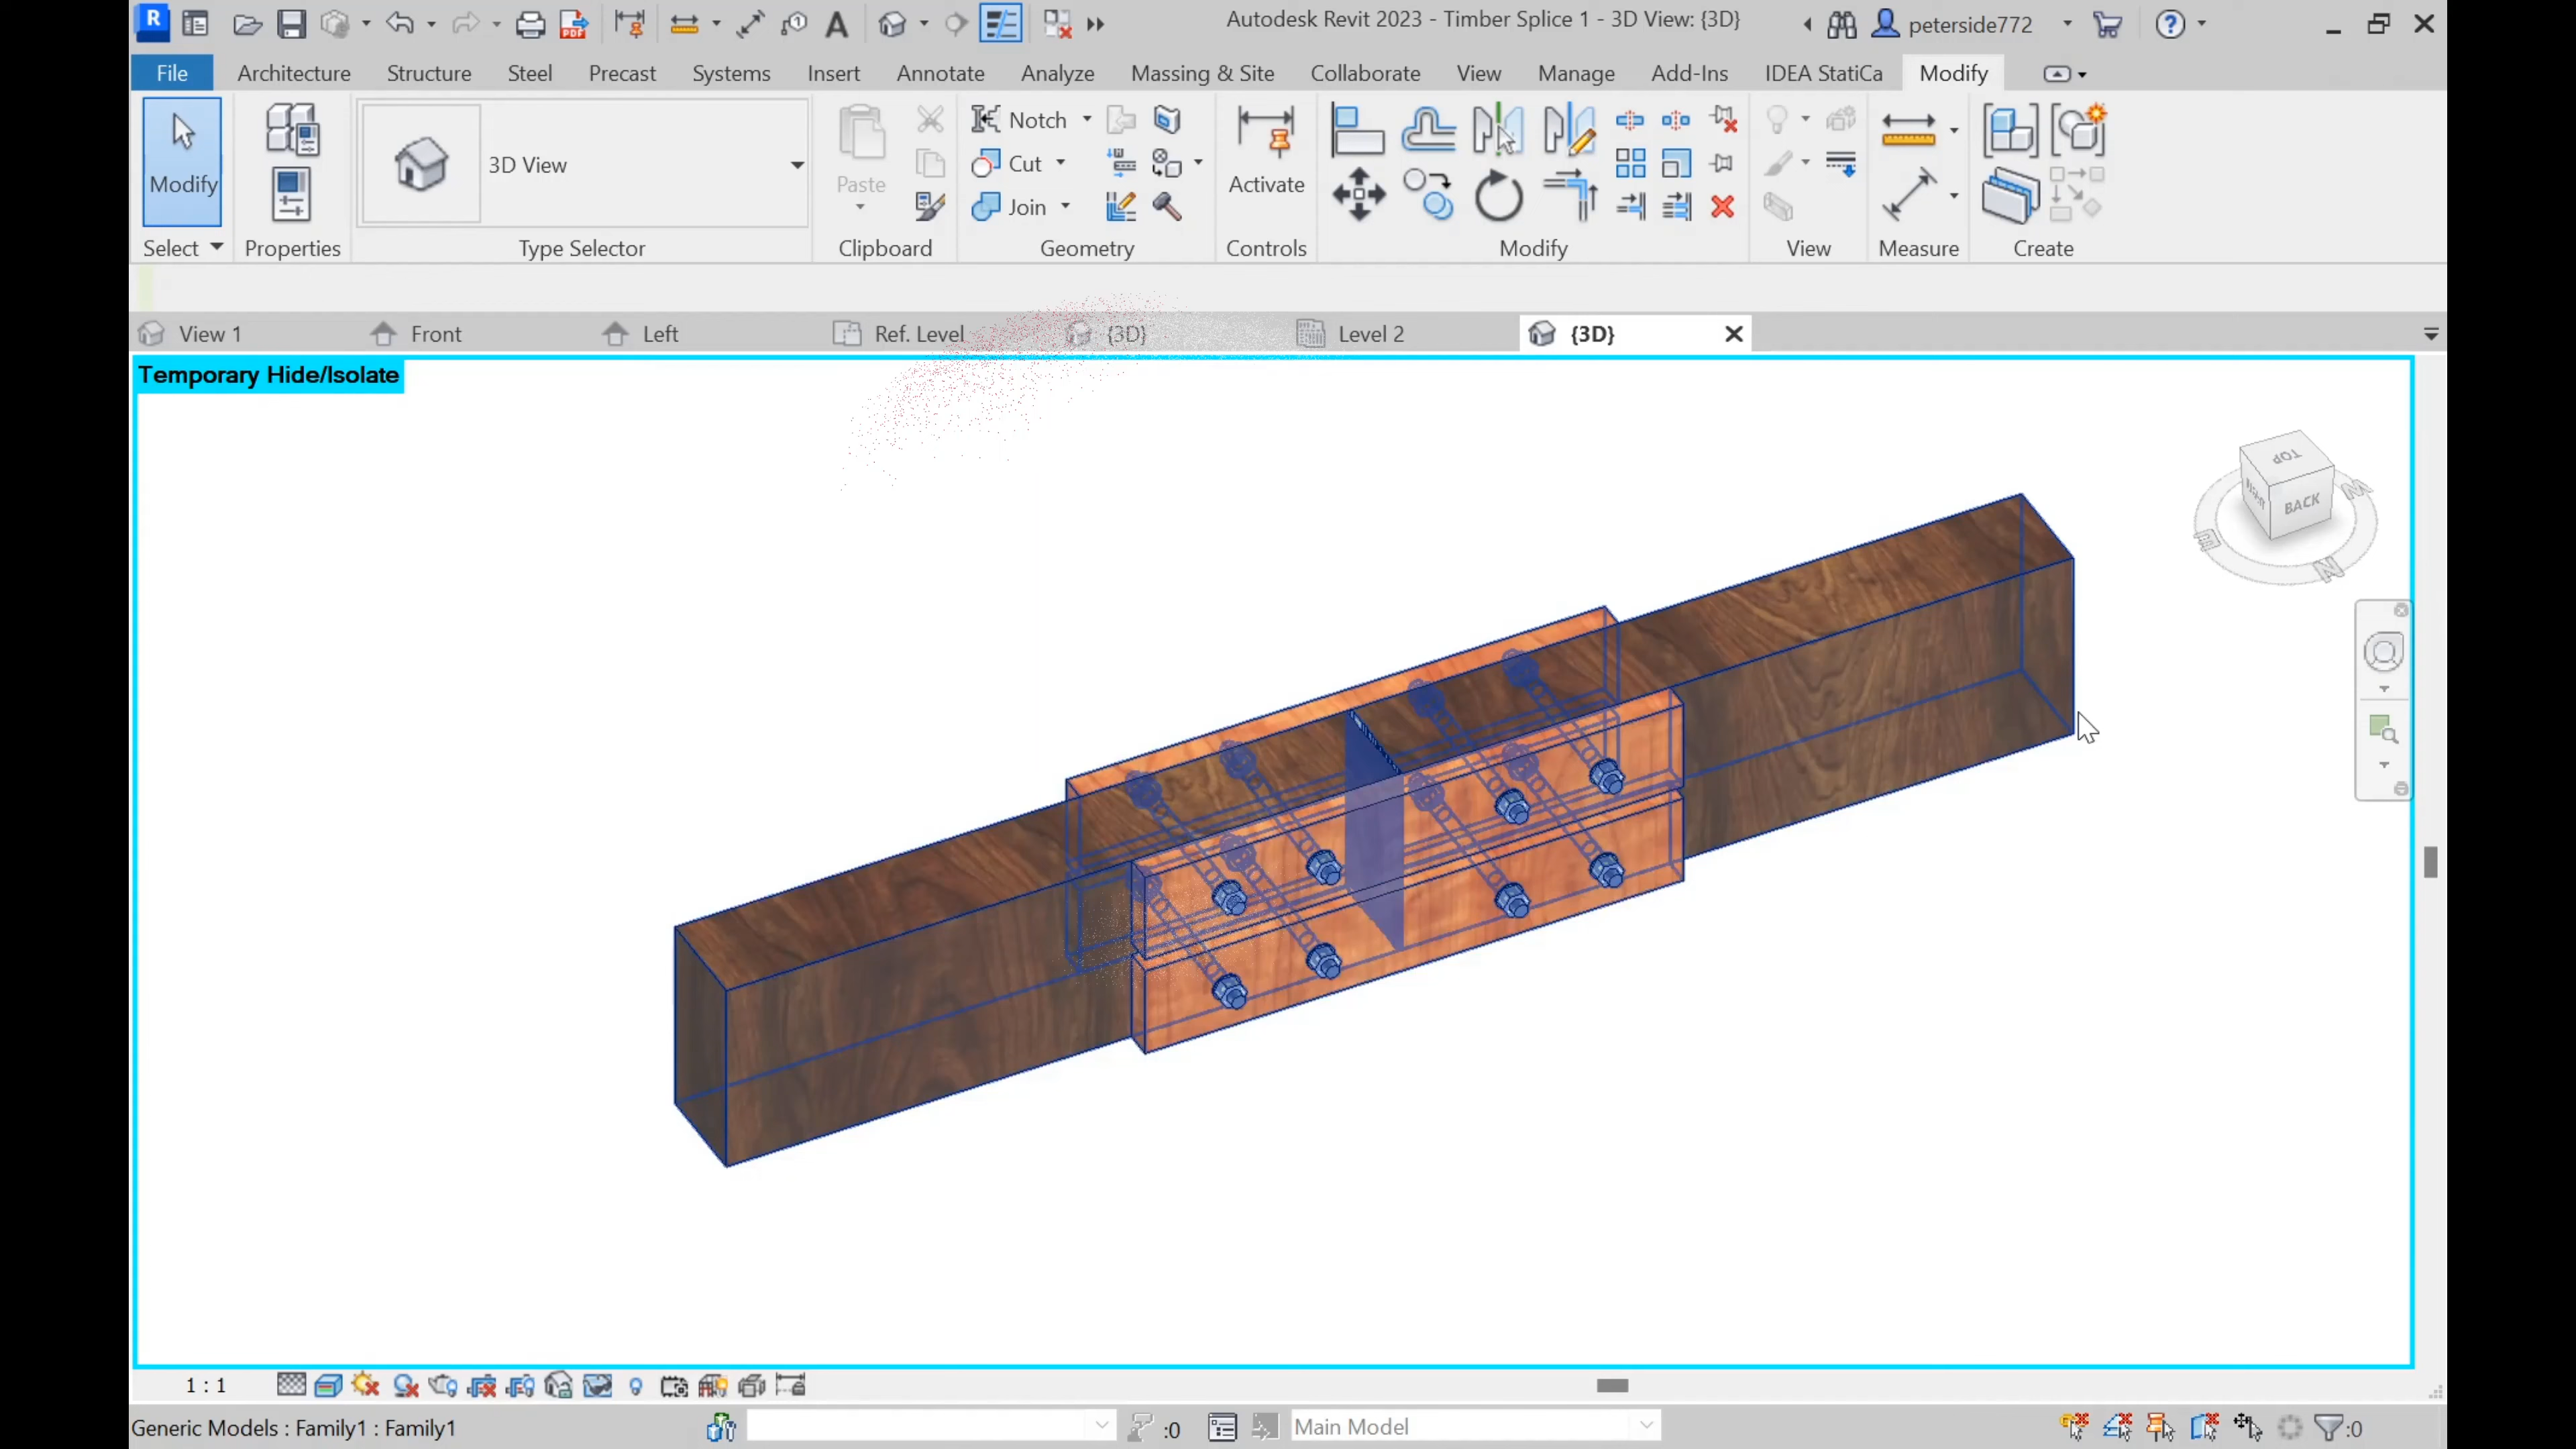 R
PDF
A
Autodesk Revit 2023 - Timber Splice 1 - 3D View: {3D}
peterside772
File Architecture Structure Steel Precast Systems Insert Annotate Analyze Massing & Site Collaborate View Manage Add-Ins IDEA StatiCa Modify
Modify
3D View
Paste
Notch
Cut
Join
Activate
Select Properties Type Selector Clipboard Geometry Controls Modify View Measure Create
View 1 Front Left Ref. Level {3D} Level 2 {3D}
Temporary Hide/Isolate
TOP
RIGHT
BACK
W
E
N
1 : 1
Generic Models : Family1 : Family1
:0
Main Model
:0